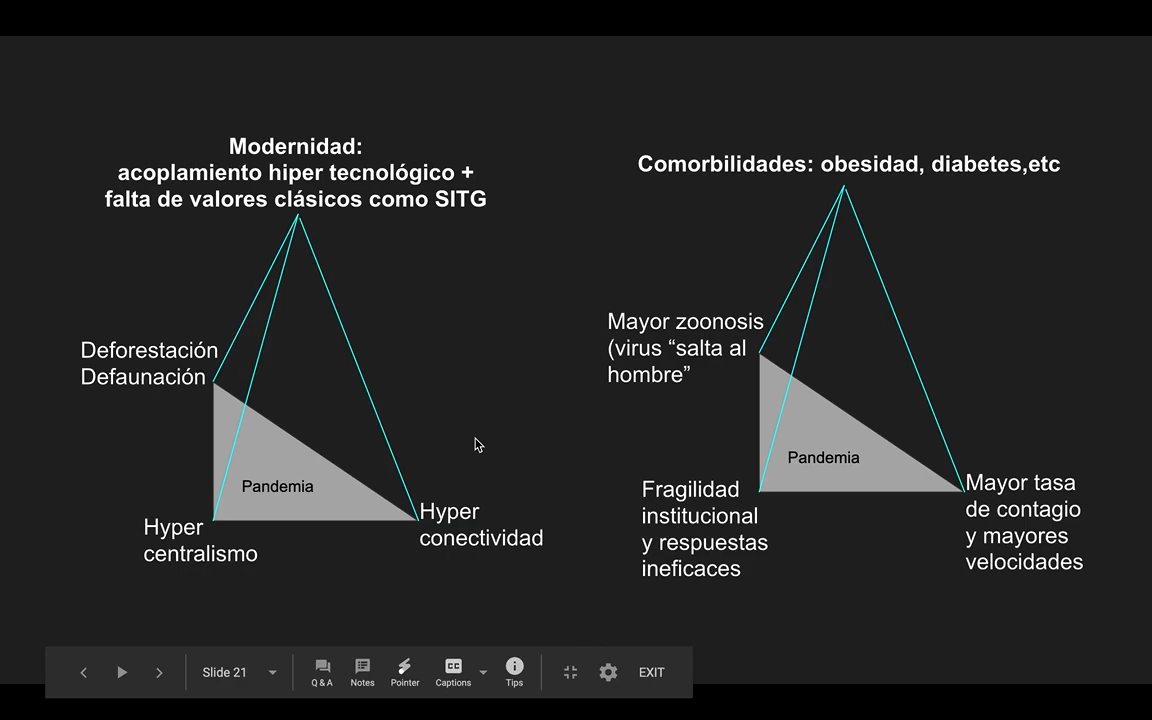 Modernidad:
acoplamiento hiper tecnológico +
falta de valores clásicos como SITG
Deforestación
Defaunación
Pandemia
Hyper
centralismo
Hyper
conectividad
Comorbilidades: obesidad, diabetes,etc
Mayor zoonosis
(virus “salta al
hombre”
Pandemia
Fragilidad
institucional
y respuestas
ineficaces
Mayor tasa
de contagio
y mayores
velocidades
Slide 21
Q & A
Notes
Pointer
Captions
Tips
EXIT